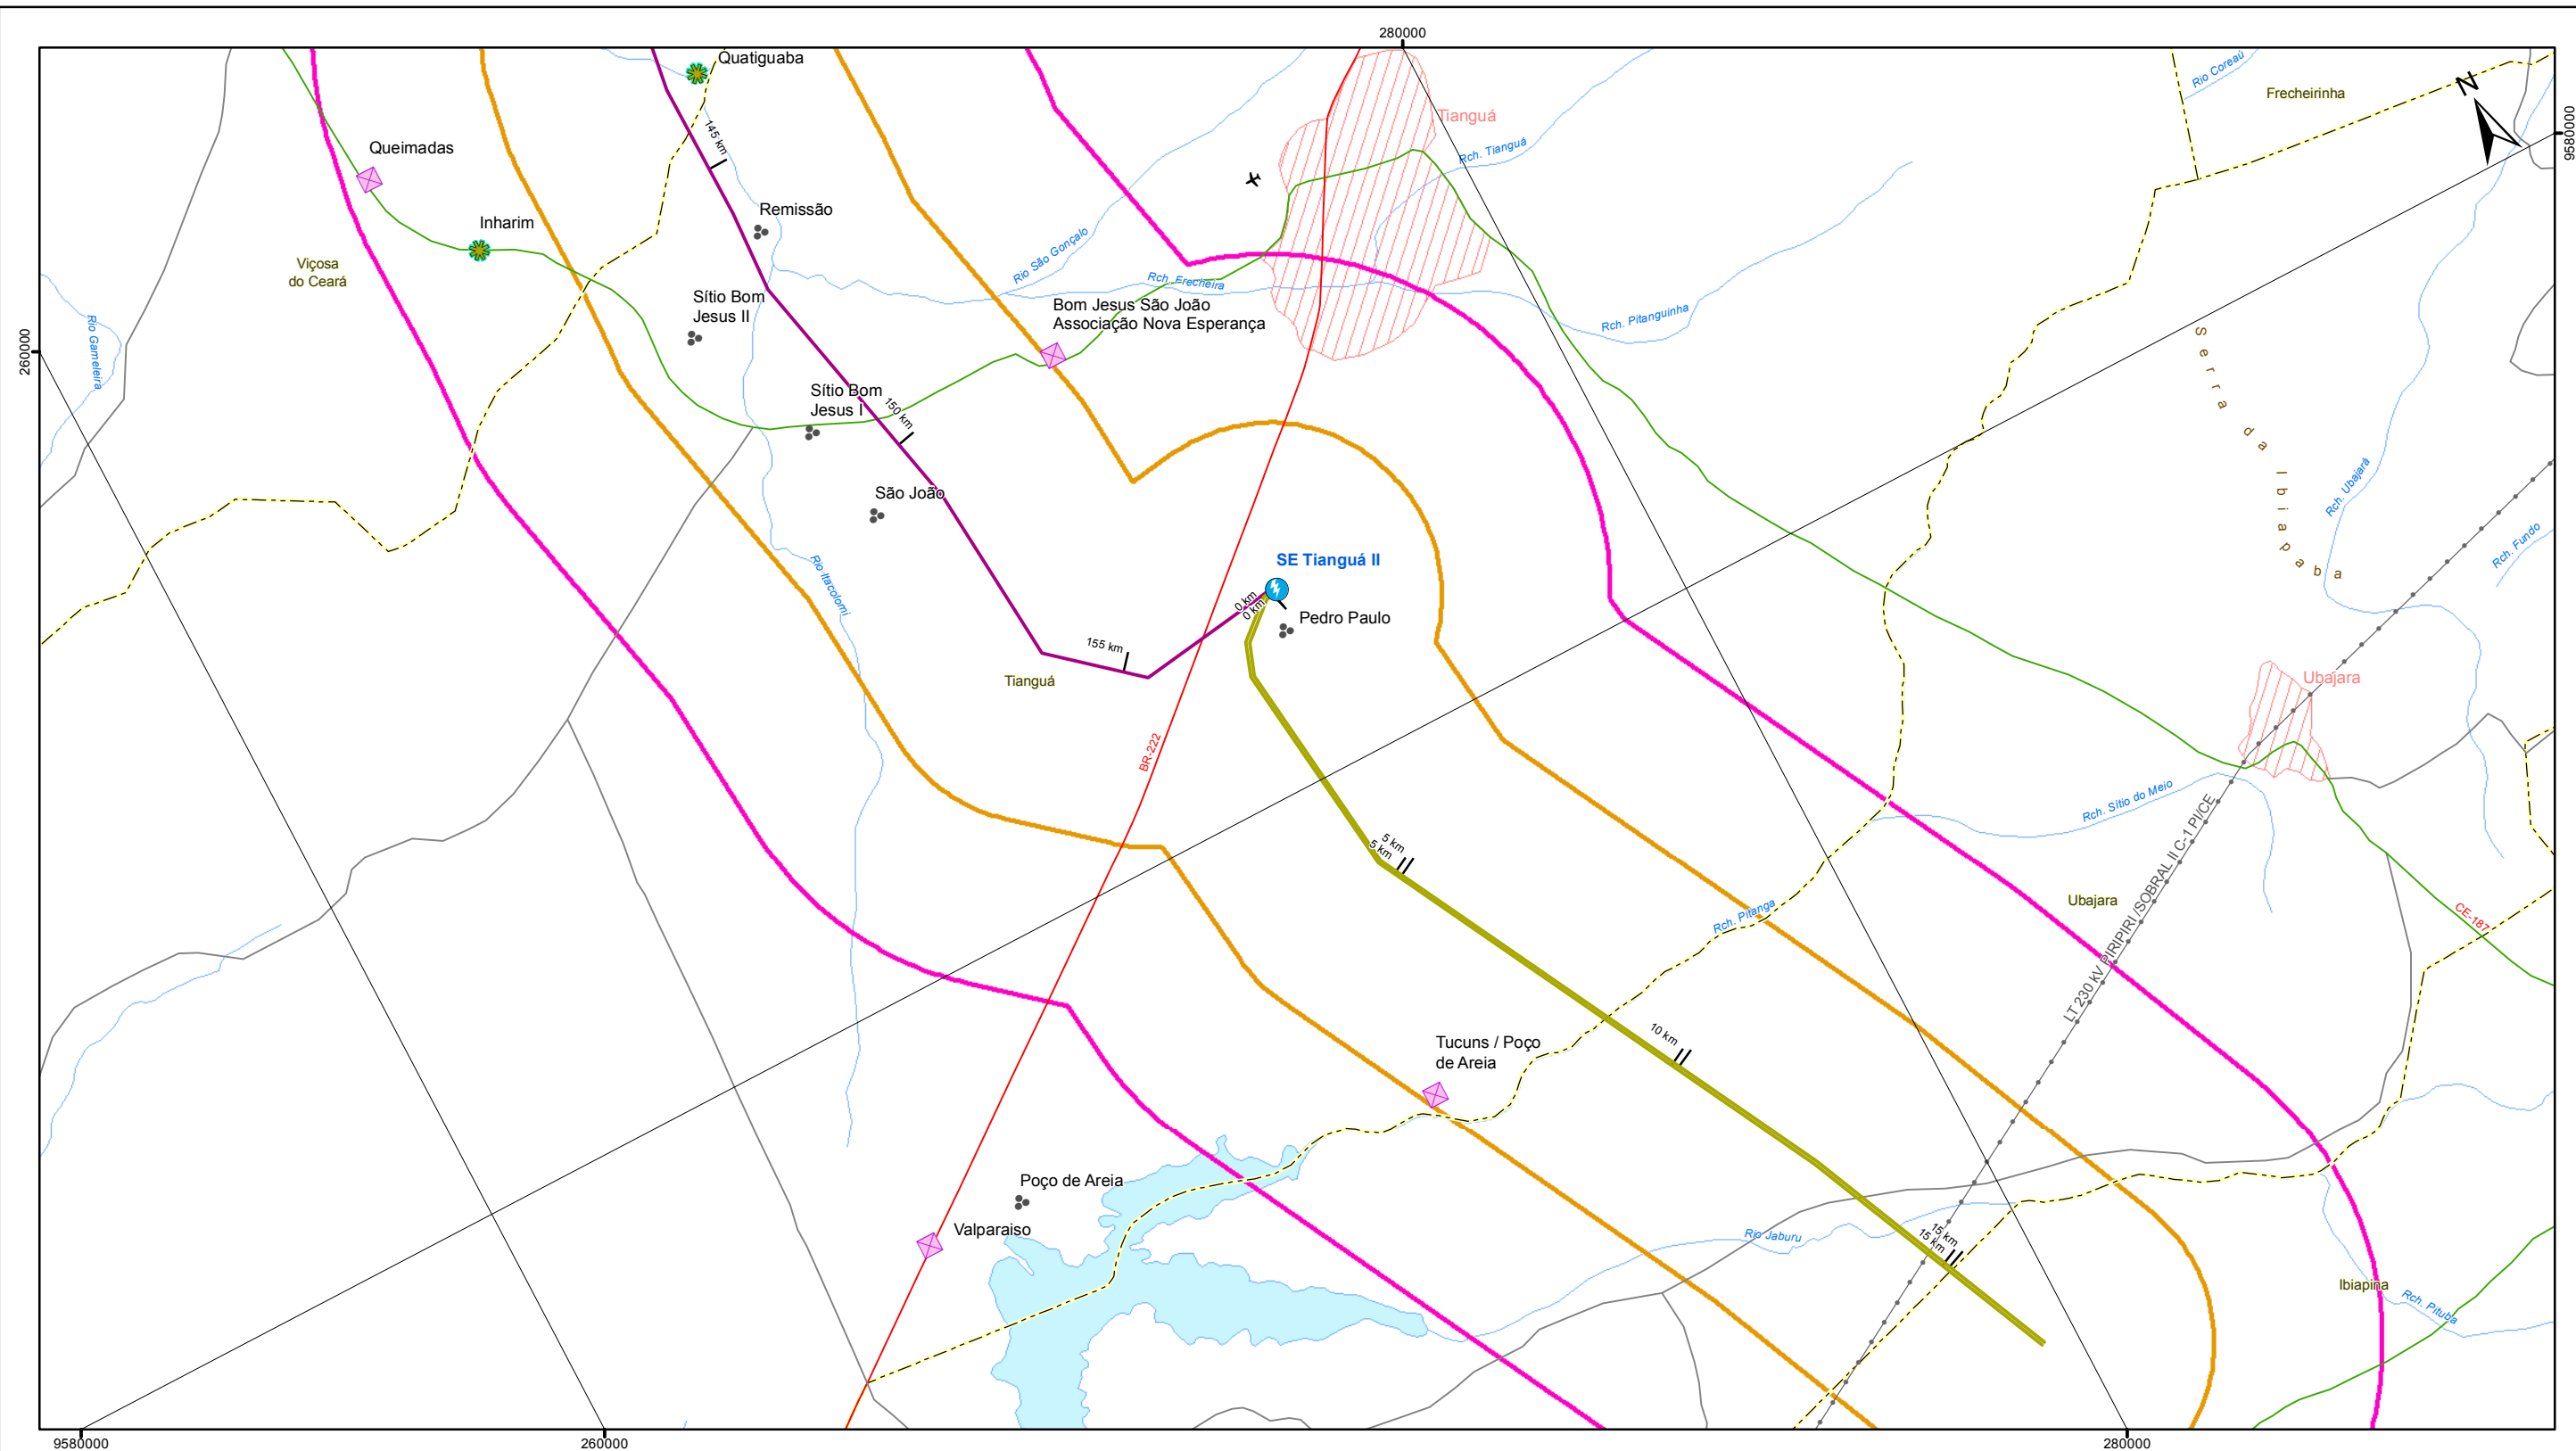 280000
Quatiguaba
Tianguá
Rio Coreaú
Frecheirinha
N
9580000
145 km
Queimadas
Rch. Tianguá
Remissão
Inharim
Viçosa
do Ceará
Rio São Gonçalo
Rch. Frecheira
Sítio Bom
Jesus II
Bom Jesus São João
Associação Nova Esperança
Rch. Pitanguinha
260000
Rio Gameleira
Serra da Ibiapaba
Sítio Bom
Jesus I
150 km
São João
Rch. Ubajará
Rch. Fundo
Rio Itacolomi
SE Tianguá II
0 km
0 km
Pedro Paulo
155 km
Tianguá
Ubajara
BR-222
Rch. Sítio do Meio
5 km
5 km
LT 230 kV PIRIPIRI /SOBRAL II C-1 PI/CE
Ubajara
Rch. Pitanga
CE-187
10 km
Tucuns / Poço
de Areia
Poço de Areia
Valparaiso
Rio Jaburu
15 km
15 km
Ibiapina
Rch. Pituba
9580000
260000
280000